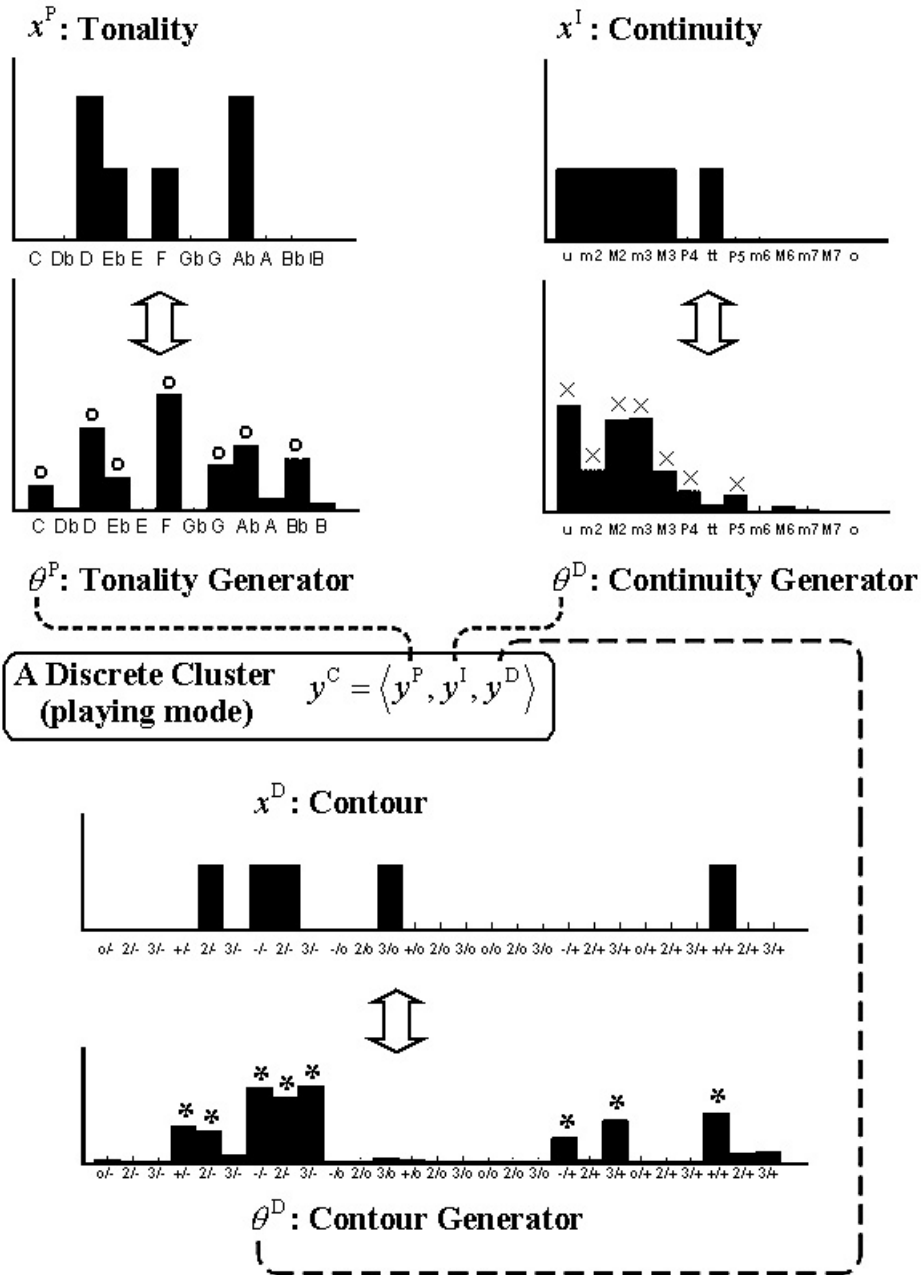 x^P: Tonality
x^I: Continuity
C Db D Eb E F Gb G Ab A Bb IB
u m2 M2 m3 M3 P4 tt P5 m6 M6 m7 M7 o
C Db D Eb E F Gb G Ab A Bb B
u m2 M2 m3 M3 P4 tt P5 m6 M6 m7 M7 o
θ^P: Tonality Generator
θ^D: Continuity Generator
A Discrete Cluster
(playing mode)
y^C = ⟨y^P, y^I, y^D⟩
x^D: Contour
o/- 2/- 3/- +/- 2/- 3/- -/- 2/- 3/- -/o 2/o 3/o +/o 2/o 3/o o/o 2/o 3/o -/+ 2/+ 3/+ o/+ 2/+ 3/+ +/+ 2/+ 3/+
* * * * * * * *
o/- 2/- 3/- +/- 2/- 3/- -/- 2/- 3/- -/o 2/o 3/o +/o 2/o 3/o o/o 2/o 3/o -/+ 2/+ 3/+ o/+ 2/+ 3/+ +/+ 2/+ 3/+
θ^D: Contour Generator